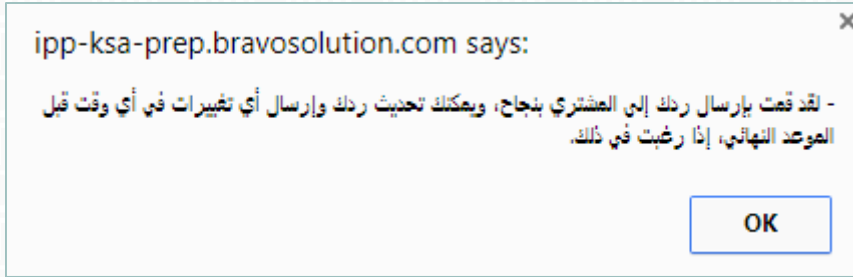 ipp-ksa-prep.bravosolution.com says:
- لقد قمت بإرسال ردك إلى المشتري بنجاح، ويمكنك تحديث ردك وإرسال أي تغييرات في أي وقت قبل
الموعد النهائي، إذا رغبت في ذلك.
OK